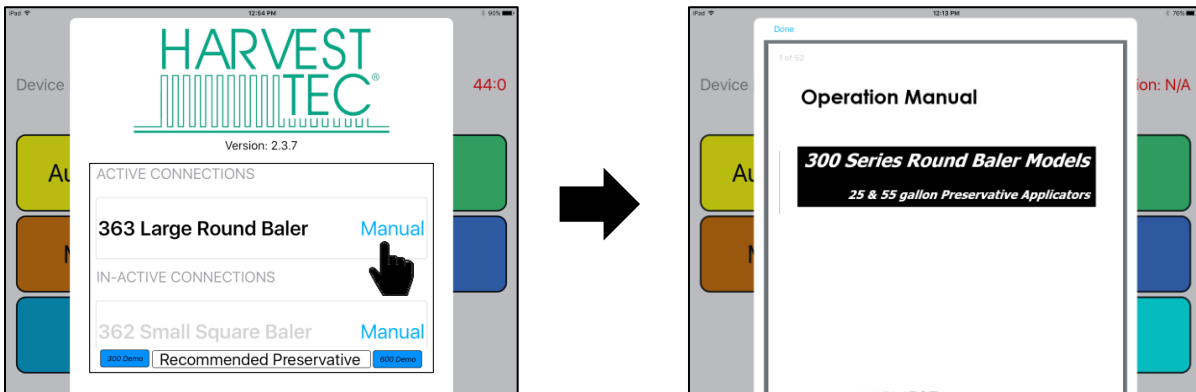 iPad
12:54 PM
90%
HARVEST
TEC®
Device
44:0
Version: 2.3.7
Au
ACTIVE CONNECTIONS
363 Large Round Baler Manual
IN-ACTIVE CONNECTIONS
362 Small Square Baler Manual
300 Demo Recommended Preservative 600 Demo
iPad
12:13 PM
76%
Done
1 of 52
Device
ion: N/A
Operation Manual
300 Series Round Baler Models
25 & 55 gallon Preservative Applicators
Au